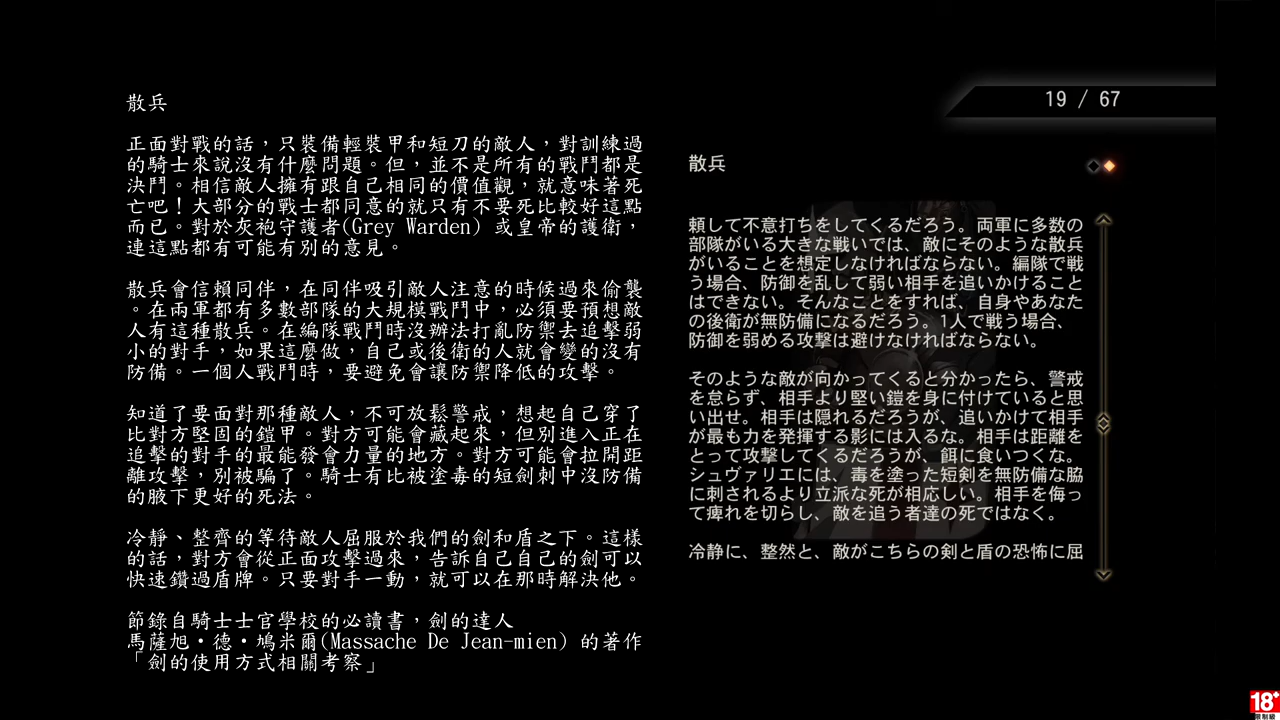 散兵
正面對戰的話，只裝備輕裝甲和短刀的敵人，對訓練過
的騎士來說沒有什麼問題。但，並不是所有的戰鬥都是
決鬥。相信敵人擁有跟自己相同的價值觀，就意味著死
亡吧！大部分的戰士都同意的就只有不要死比較好這點
而已。對於灰袍守護者(Grey Warden) 或皇帝的護衛，
連這點都有可能有別的意見。
散兵會信賴同伴，在同伴吸引敵人注意的時候過來偷襲
。在兩軍都有多數部隊的大規模戰鬥中，必須要預想敵
人有這種散兵。在編隊戰鬥時沒辦法打亂防禦去追擊弱
小的對手，如果這麼做，自己或後衛的人就會變的沒有
防備。一個人戰鬥時，要避免會讓防禦降低的攻擊。
知道了要面對那種敵人，不可放鬆警戒，想起自己穿了
比對方堅固的鎧甲。對方可能會藏起來，但別進入正在
追擊的對手的最能發會力量的地方。對方可能會拉開距
離攻擊，別被騙了。騎士有比被塗毒的短劍刺中沒防備
的腋下更好的死法。
冷靜、整齊的等待敵人屈服於我們的劍和盾之下。這樣
的話，對方會從正面攻擊過來，告訴自己自己的劍可以
快速鑽過盾牌。只要對手一動，就可以在那時解決他。
節錄自騎士士官學校的必讀書，劍的達人
馬薩旭・德・鳩米爾(Massache De Jean-mien) 的著作
「劍的使用方式相關考察」
19 / 67
散兵
頼して不意打ちをしてくるだろう。両軍に多数の
部隊がいる大きな戦いでは、敵にそのような散兵
がいることを想定しなければならない。編隊で戦
う場合、防御を乱して弱い相手を追いかけること
はできない。そんなことをすれば、自身やあなた
の後衛が無防備になるだろう。1人で戦う場合、
防御を弱める攻撃は避けなければならない。
そのような敵が向かってくると分かったら、警戒
を怠らず、相手より堅い鎧を身に付けていると思
い出せ。相手は隠れるだろうが、追いかけて相手
が最も力を発揮する影には入るな。相手は距離を
とって攻撃してくるだろうが、餌に食いつくな。
シュヴァリエには、毒を塗った短剣を無防備な脇
に刺されるより立派な死が相応しい。相手を侮っ
て痺れを切らし、敵を追う者達の死ではなく。
冷静に、整然と、敵がこちらの剣と盾の恐怖に屈
18+
限制級